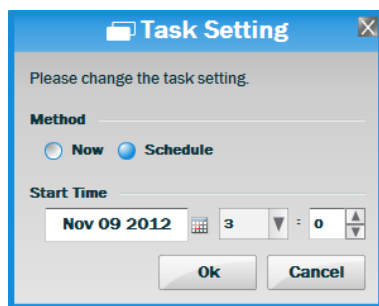 Task Setting
Please change the task setting.
Method
Now Schedule
Start Time
Nov 09 2012 3 : 0
Ok Cancel